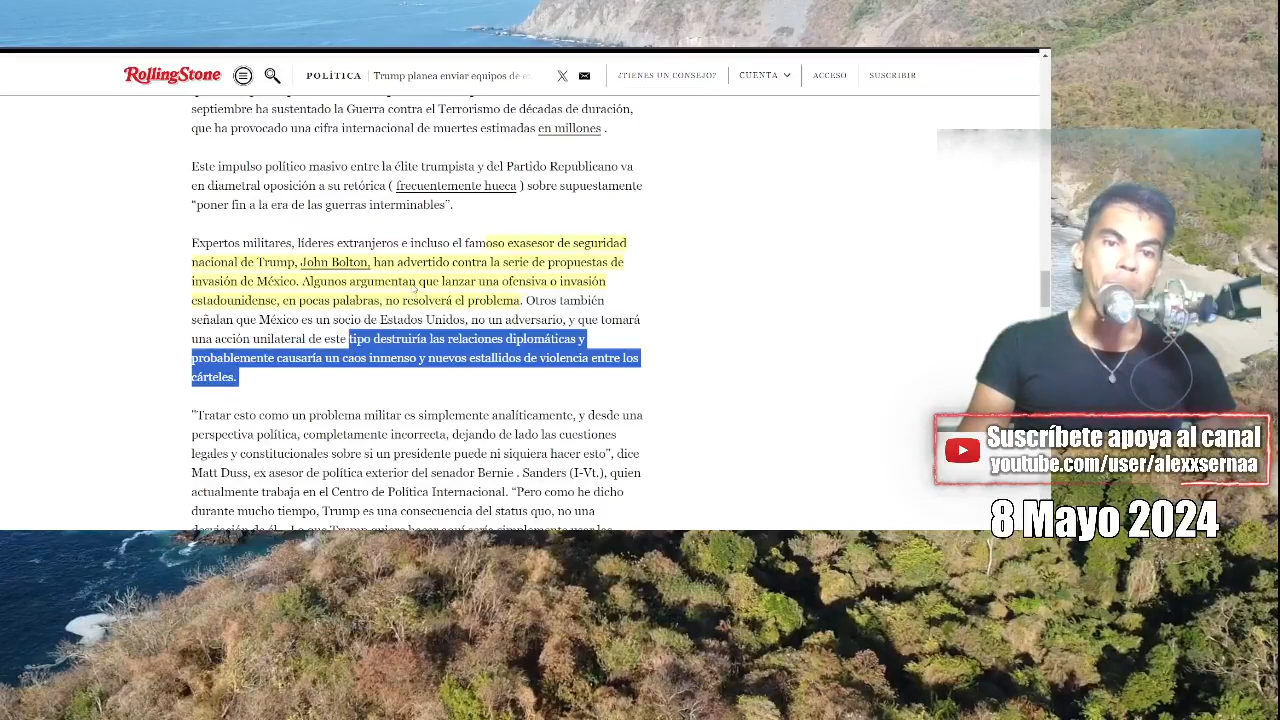 RollingStone
POLÍTICA
Trump planea enviar equipos de
¿TIENES UN CONSEJO?
CUENTA
ACCESO
SUSCRIBIR
septiembre ha sustentado la Guerra contra el Terrorismo de décadas de duración,
que ha provocado una cifra internacional de muertes estimadas en millones .
Este impulso político masivo entre la élite trumpista y del Partido Republicano va
en diametral oposición a su retórica ( frecuentemente hueca ) sobre supuestamente
“poner fin a la era de las guerras interminables”.
Expertos militares, líderes extranjeros e incluso el famoso exasesor de seguridad
nacional de Trump, John Bolton, han advertido contra la serie de propuestas de
invasión de México. Algunos argumentan que lanzar una ofensiva o invasión
estadounidense, en pocas palabras, no resolverá el problema. Otros también
señalan que México es un socio de Estados Unidos, no un adversario, y que tomará
una acción unilateral de este tipo destruiría las relaciones diplomáticas y
probablemente causaría un caos inmenso y nuevos estallidos de violencia entre los
cárteles.
"Tratar esto como un problema militar es simplemente analíticamente, y desde una
perspectiva política, completamente incorrecta, dejando de lado las cuestiones
legales y constitucionales sobre si un presidente puede ni siquiera hacer esto”, dice
Matt Duss, ex asesor de política exterior del senador Bernie . Sanders (I-Vt.), quien
actualmente trabaja en el Centro de Política Internacional. “Pero como he dicho
durante mucho tiempo, Trump es una consecuencia del status quo, no una
Suscríbete apoya al canal
youtube.com/user/alexxsernaa
8 Mayo 2024